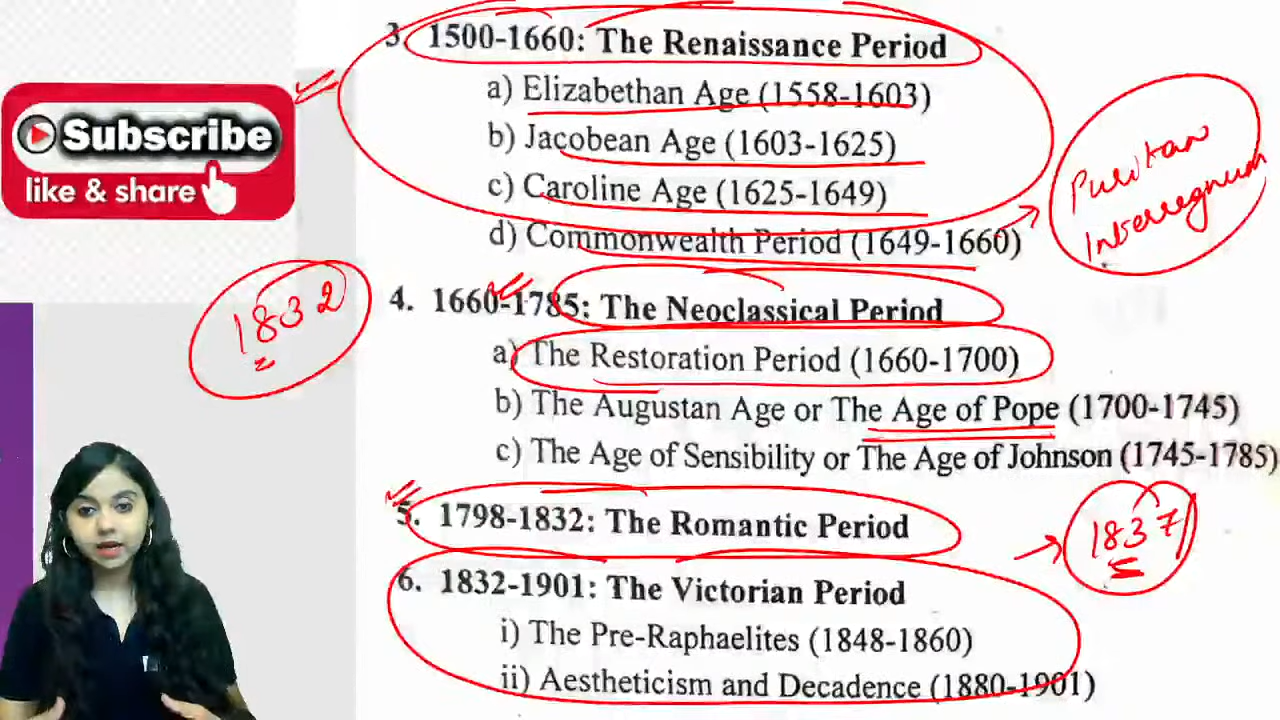 3. 1500-1660: The Renaissance Period
a) Elizabethan Age (1558-1603)
b) Jacobean Age (1603-1625)
c) Caroline Age (1625-1649)
d) Commonwealth Period (1649-1660)
Puritan
Interregnum
Subscribe
like & share
1832
4. 1660-1785: The Neoclassical Period
a) The Restoration Period (1660-1700)
b) The Augustan Age or The Age of Pope (1700-1745)
c) The Age of Sensibility or The Age of Johnson (1745-1785)
5. 1798-1832: The Romantic Period
1837
6. 1832-1901: The Victorian Period
i) The Pre-Raphaelites (1848-1860)
ii) Aestheticism and Decadence (1880-1901)